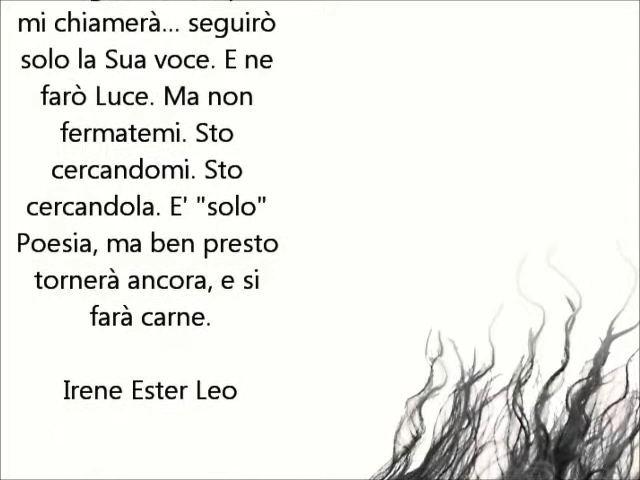 mi chiamerà... seguirò
solo la Sua voce. E ne
farò Luce. Ma non
fermatemi. Sto
cercandomi. Sto
cercandola. E' "solo"
Poesia, ma ben presto
tornerà ancora, e si
farà carne.
Irene Ester Leo